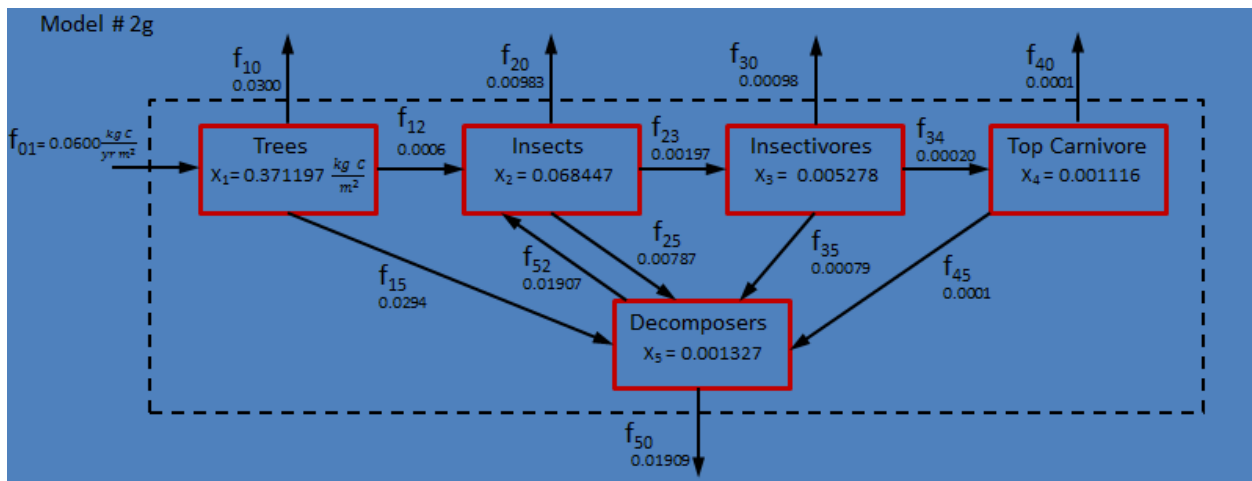 Model # 2g
f10
0.0300
f20
0.00983
f30
0.00098
f40
0.0001
f01= 0.0600 kg C / yr m²
Trees
X1= 0.371197 kg C / m²
f12
0.0006
Insects
X2 = 0.068447
f23
0.00197
Insectivores
X3 = 0.005278
f34
0.00020
Top Carnivore
X4 = 0.001116
f15
0.0294
f52
0.01907
f25
0.00787
f35
0.00079
f45
0.0001
Decomposers
X5 = 0.001327
f50
0.01909